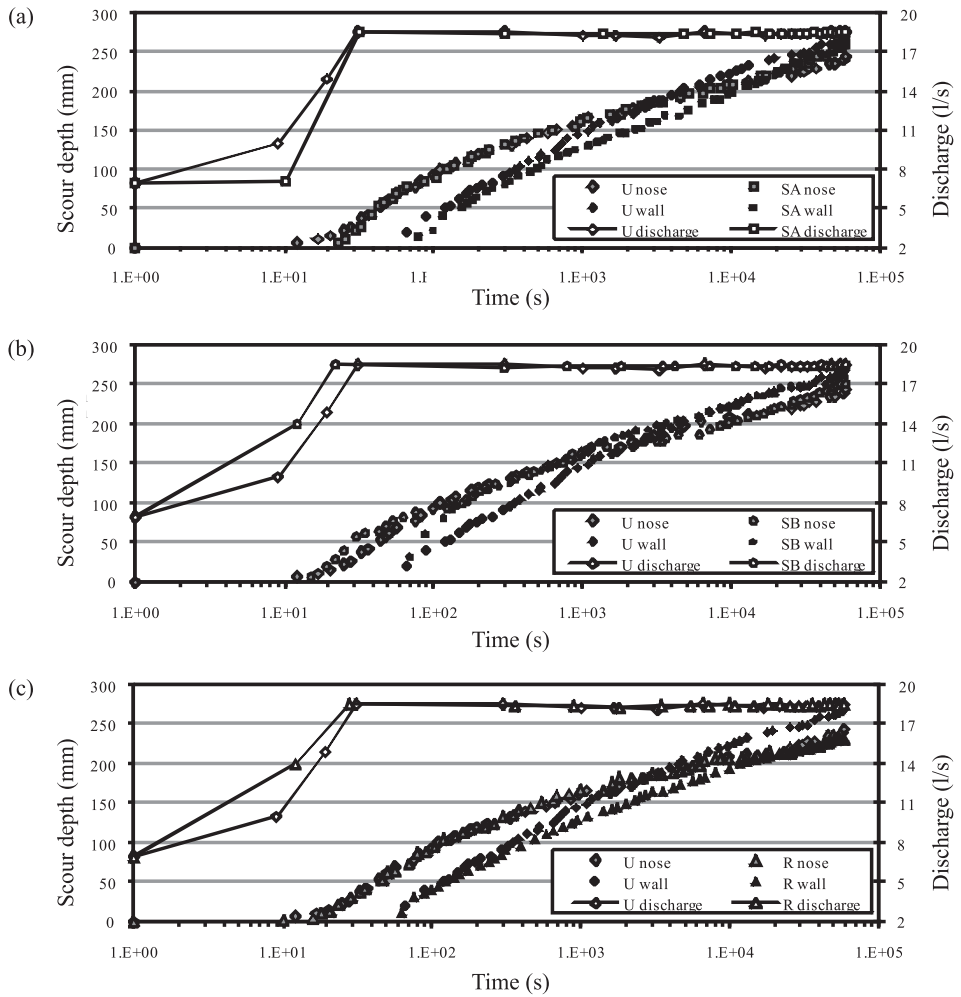 (a)
300
250
200
150
100
50
0
Scour depth (mm)
20
18
14
11
8
5
2
Discharge (l/s)
U nose
SA nose
U wall
SA wall
U discharge
SA discharge
1.E+00
1.E+01
1.E
1.E+03
1.E+04
1.E+05
Time (s)
(b)
300
250
200
150
100
50
0
Scour depth (mm)
20
18
14
11
8
5
2
Discharge (l/s)
U nose
SB nose
U wall
SB wall
U discharge
SB discharge
1.E+00
1.E+01
1.E+02
1.E+03
1.E+04
1.E+05
Time (s)
(c)
300
250
200
150
100
50
0
Scour depth (mm)
20
18
14
11
8
5
2
Discharge (l/s)
U nose
R nose
U wall
R wall
U discharge
R discharge
1.E+00
1.E+01
1.E+02
1.E+03
1.E+04
1.E+05
Time (s)